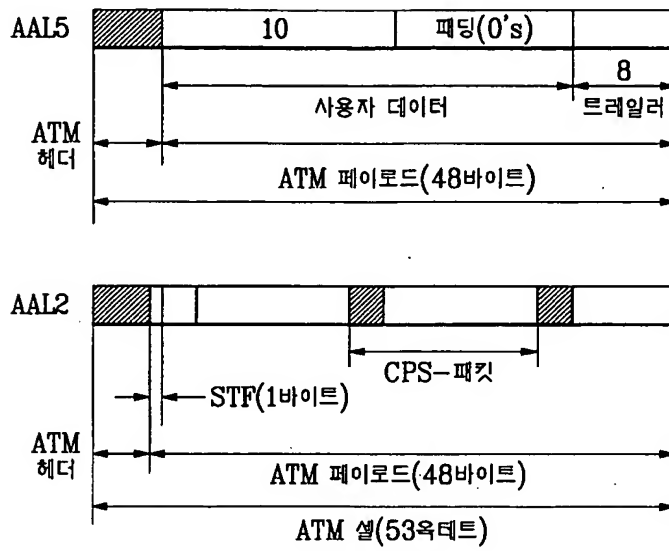 AAL5
10
패딩(0's)
8
사용자 데이터
트레일러
ATM
헤더
ATM 페이로드(48바이트)
AAL2
CPS-패킷
STF(1바이트)
ATM
헤더
ATM 페이로드(48바이트)
ATM 셀(53옥테트)